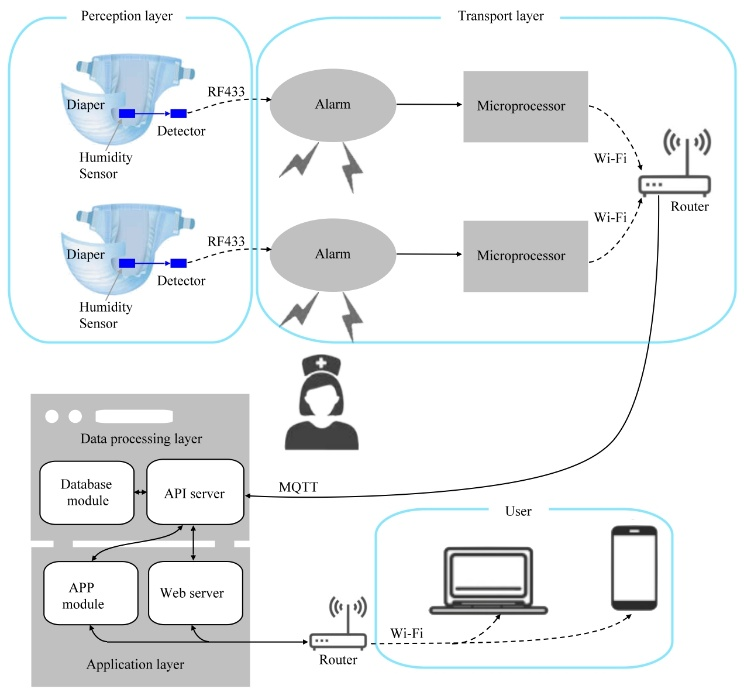 Perception layer
Transport layer
Diaper
Humidity
Sensor
Detector
RF433
Alarm
Microprocessor
Wi-Fi
Router
Diaper
Humidity
Sensor
Detector
RF433
Alarm
Microprocessor
Wi-Fi
Data processing layer
Database
module
API server
MQTT
User
APP
module
Web server
Application layer
Router
Wi-Fi